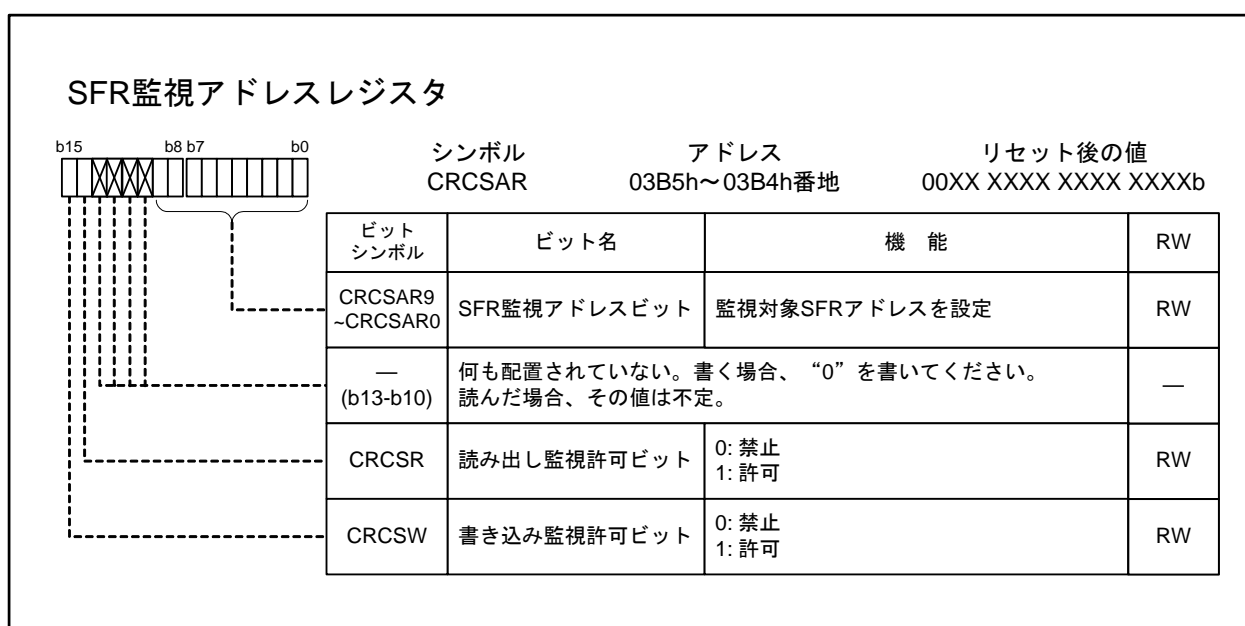 SFR監視アドレスレジスタ
b15 b8 b7 b0
シンボル アドレス リセット後の値
CRCSAR 03B5h～03B4h番地 00XX XXXX XXXX XXXXb
ビット
シンボル
ビット名 機 能 RW
CRCSAR9
~CRCSAR0
SFR監視アドレスビット 監視対象SFRアドレスを設定 RW
—
(b13-b10)
何も配置されていない。書く場合、“0”を書いてください。
読んだ場合、その値は不定。
—
CRCSR 読み出し監視許可ビット
0: 禁止
1: 許可
RW
CRCSW 書き込み監視許可ビット
0: 禁止
1: 許可
RW